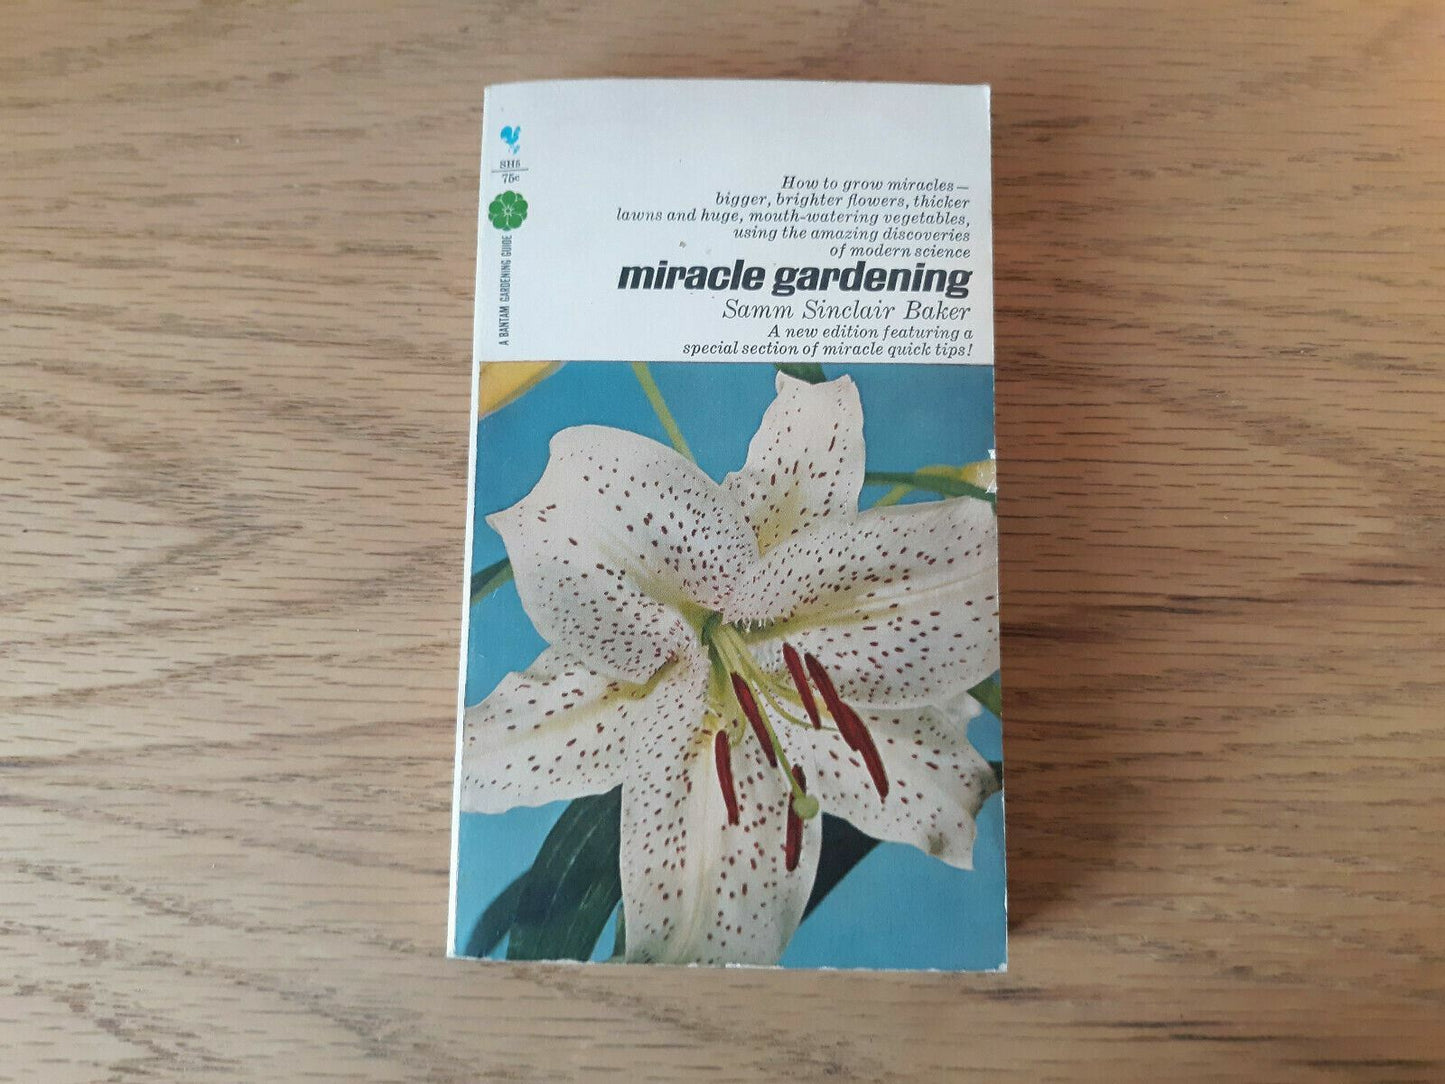 SH5
75c
A BANTAM GARDENING GUIDE
How to grow miracles—
bigger, brighter flowers, thicker
lawns and huge, mouth-watering vegetables,
using the amazing discoveries
of modern science
miracle gardening
Samm Sinclair Baker
A new edition featuring a
special section of miracle quick tips!